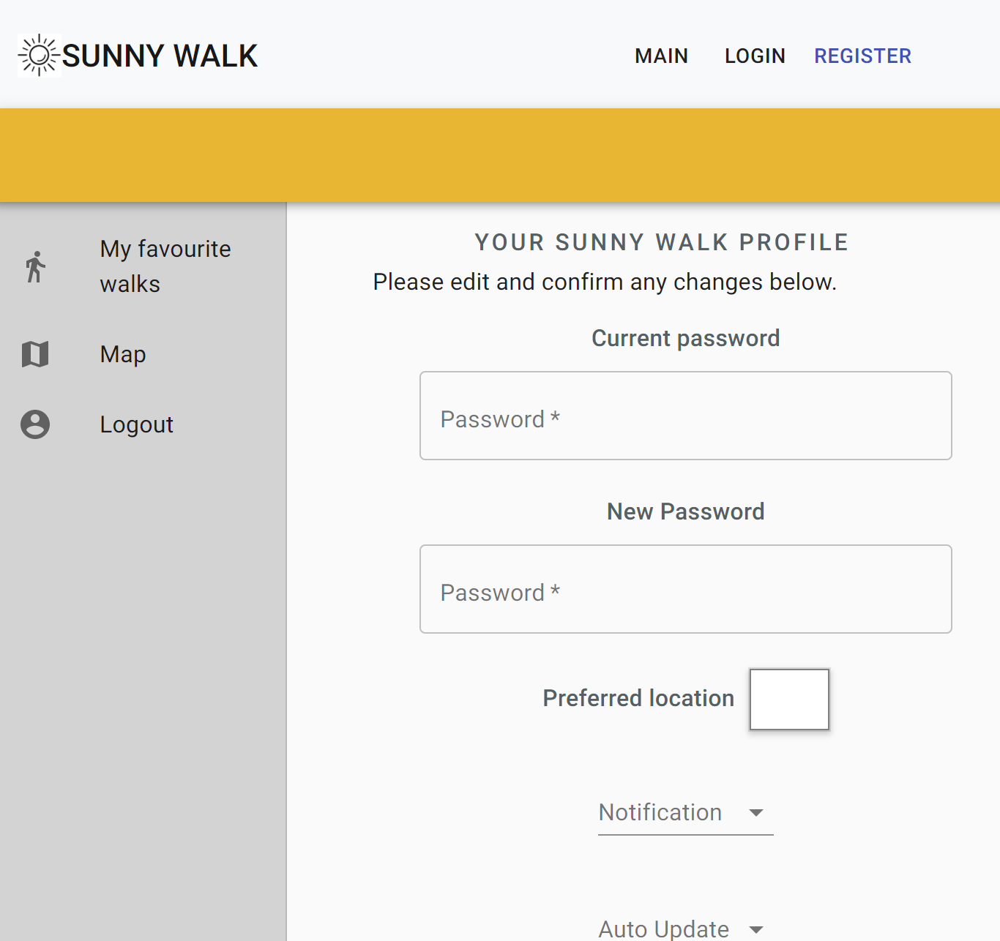 SUNNY WALK
MAIN
LOGIN
REGISTER
My favourite
walks
Map
Logout
YOUR SUNNY WALK PROFILE
Please edit and confirm any changes below.
Current password
Password *
New Password
Password *
Preferred location
Notification
Auto Update